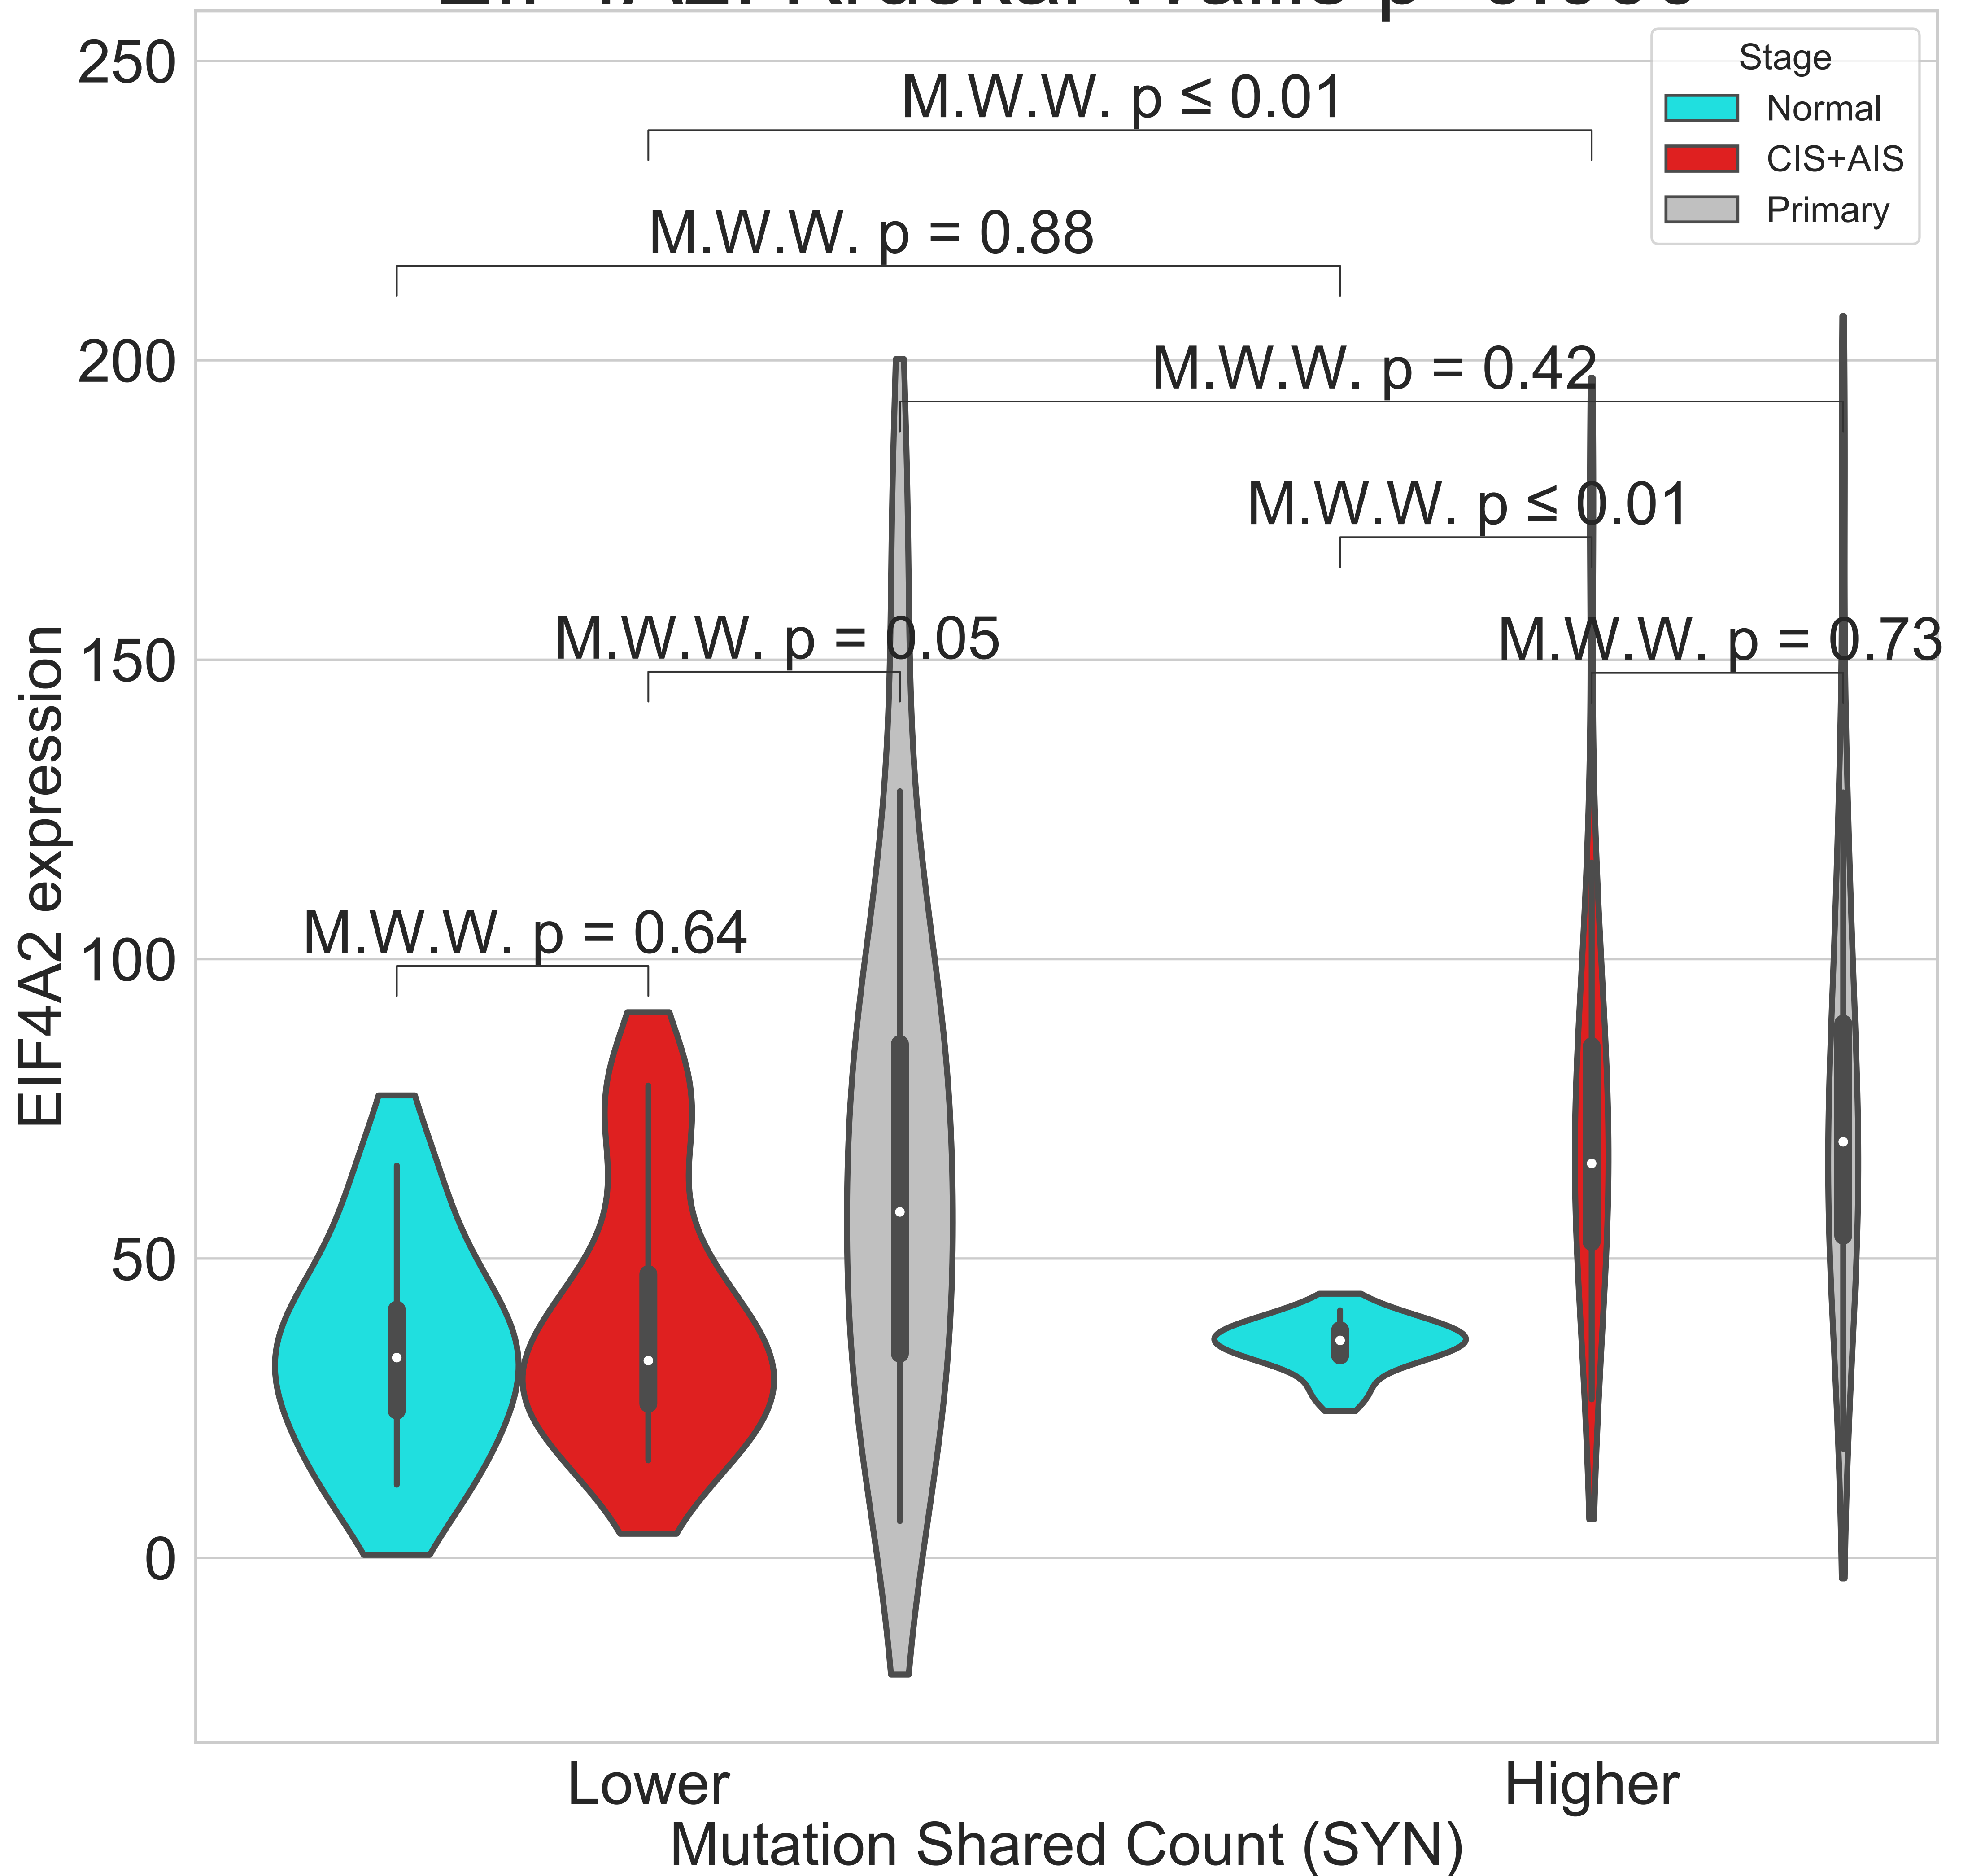 Stage
Normal
CIS+AIS
Primary
250
200
150
100
50
0
EIF4A2 expression
M.W.W. p ≤ 0.01
M.W.W. p = 0.88
M.W.W. p = 0.42
M.W.W. p ≤ 0.01
M.W.W. p = 0.05
M.W.W. p = 0.73
M.W.W. p = 0.64
Lower
Higher
Mutation Shared Count (SYN)